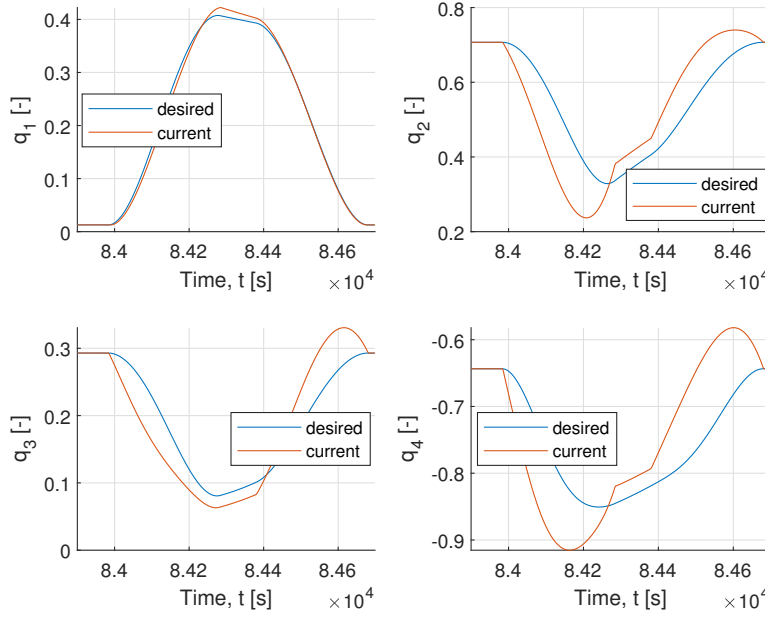 0.4
0.3
0.2
0.1
0
q1 [-]
desired
current
8.4
8.42
8.44
8.46
Time, t [s]
×10^4
0.8
0.6
0.4
0.2
q2 [-]
desired
current
8.4
8.42
8.44
8.46
Time, t [s]
×10^4
0.3
0.2
0.1
0
q3 [-]
desired
current
8.4
8.42
8.44
8.46
Time, t [s]
×10^4
-0.6
-0.7
-0.8
-0.9
q4 [-]
desired
current
8.4
8.42
8.44
8.46
Time, t [s]
×10^4